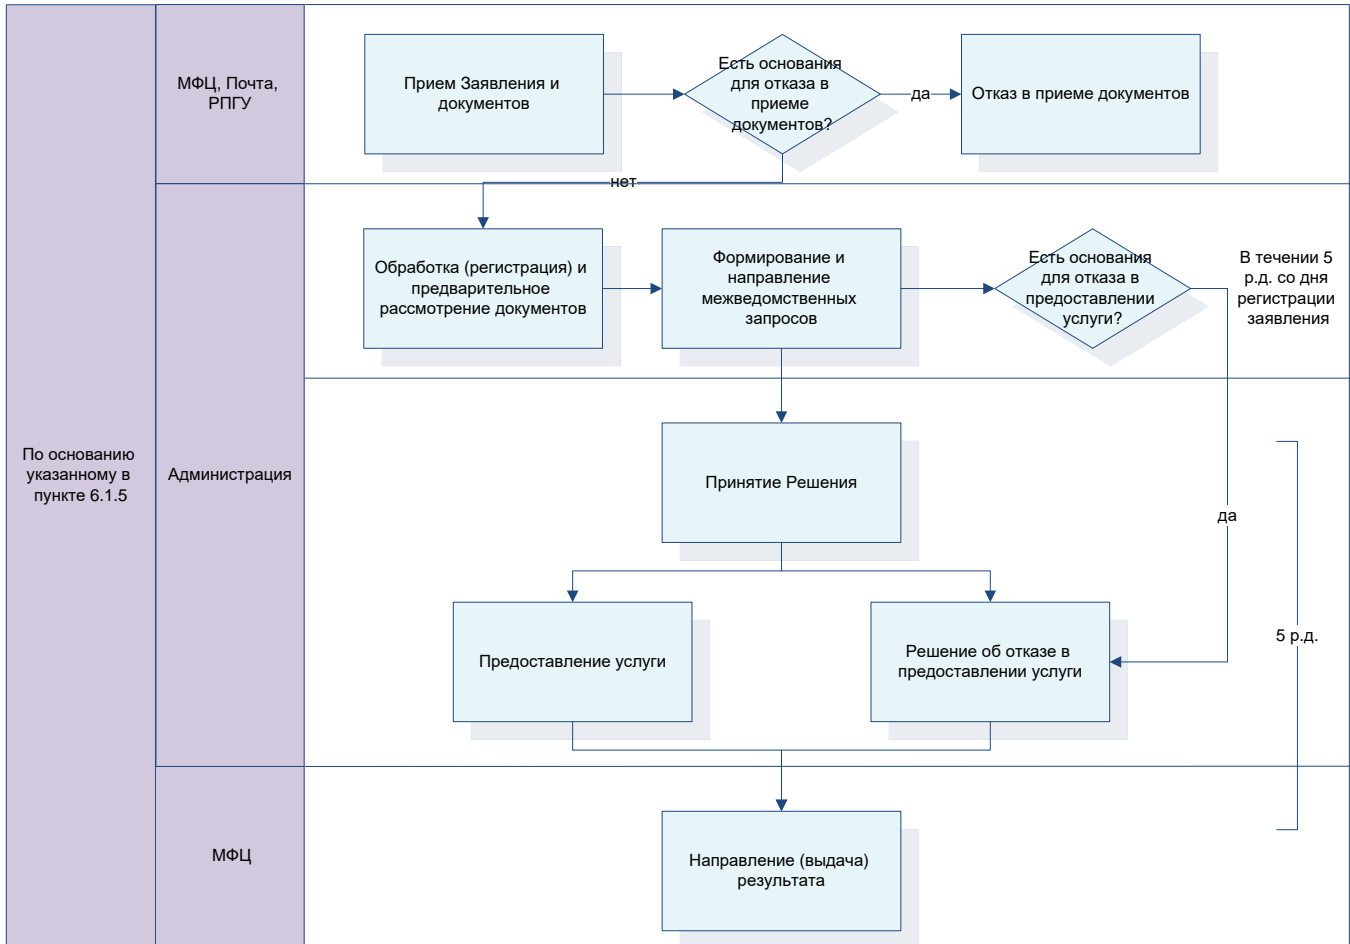 МФЦ, Почта,
РПГУ
Прием Заявления и
документов
Есть основания
для отказа в
приеме
документов?
да
Отказ в приеме документов
нет
Обработка (регистрация) и
предварительное
рассмотрение документов
Формирование и
направление
межведомственных
запросов
Есть основания
для отказа в
предоставлении
услуги?
В течении 5
р.д. со дня
регистрации
заявления
По основанию
указанному в
пункте 6.1.5
Администрация
Принятие Решения
да
5 р.д.
Предоставление услуги
Решение об отказе в
предоставлении услуги
МФЦ
Направление (выдача)
результата